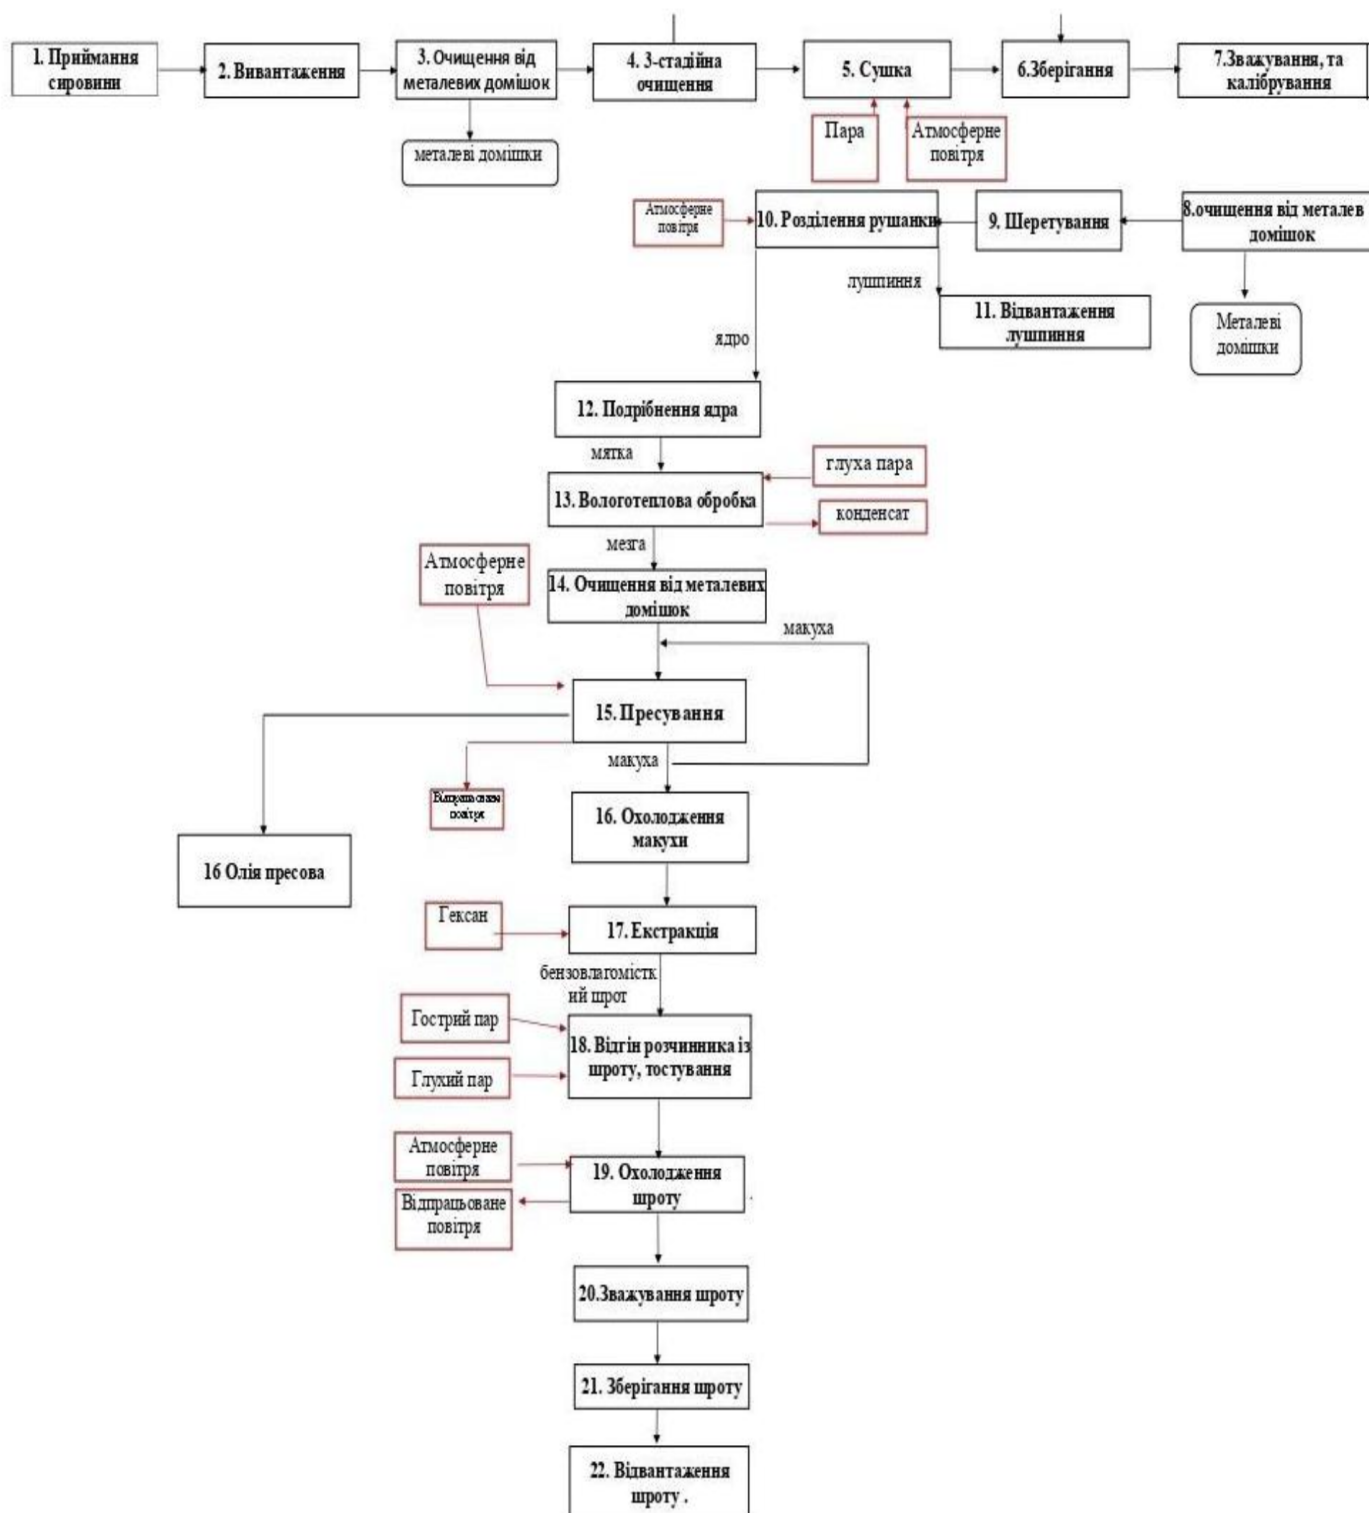 1. Приймання
сировини
2. Вивантаження
3. Очищення від
металевих домішок
4. 3-стадійна
очищення
5. Сушка
6.Зберігання
7.Зважування, та
калібрування
металеві домішки
Пара
Атмосферне
повітря
Атмосферне
повітря
10. Розділення рушанки
9. Шеретування
8.очищення від металев
домішок
лушпиння
11. Відвантаження
лушпиння
Металеві
домішки
ядро
12. Подрібнення ядра
мятка
глуха пара
13. Вологотеплова обробка
конденсат
мезга
Атмосферне
повітря
14. Очищення від металевих
домішок
макуха
15. Пресування
макуха
Відпрацьоване
повітря
16. Охолодження
макухи
16 Олія пресова
Гексан
17. Екстракція
бензовлагомістк
ий шрот
Гострий пар
18. Відгін розчинника із
шроту, тостування
Глухий пар
Атмосферне
повітря
19. Охолодження
шроту
Відпрацьоване
повітря
20.Зважування шроту
21. Зберігання шроту
22. Відвантаження
шроту .